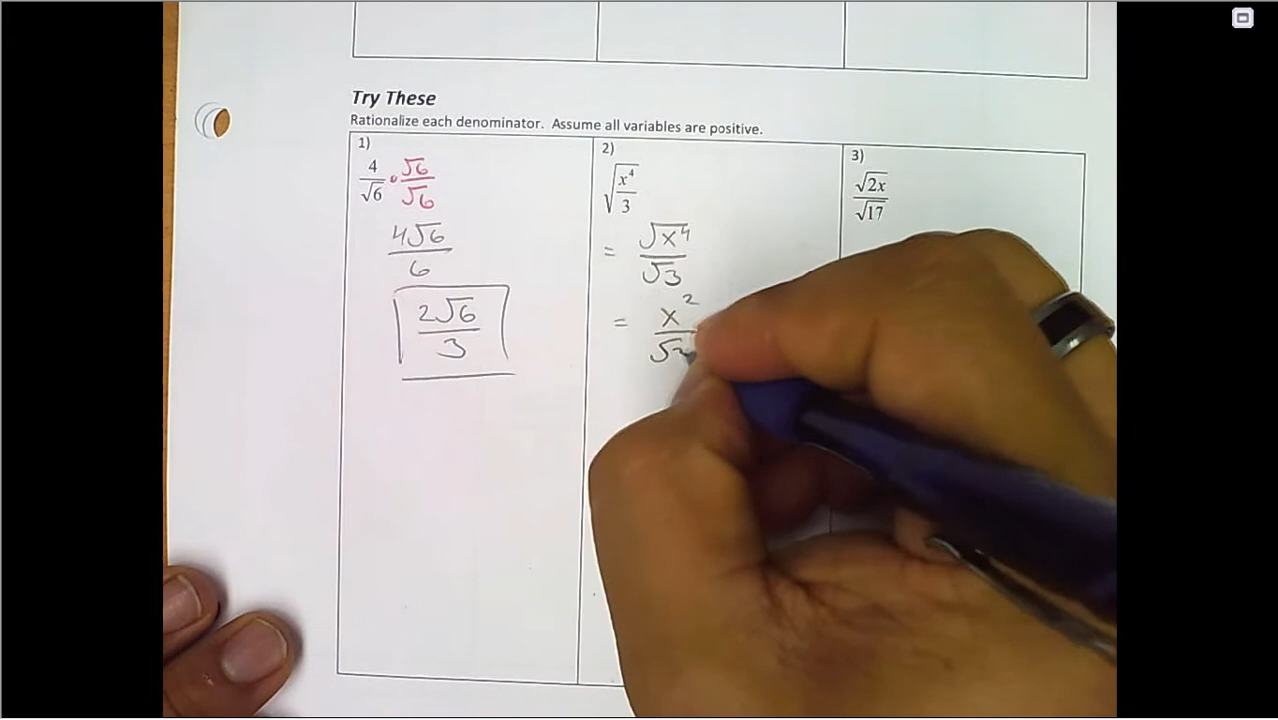 Try These
Rationalize each denominator. Assume all variables are positive.
1)
4/√6 • √6/√6
4√6/6
2√6/3
2)
√(x⁴/3)
= √x⁴/√3
= x²/√
3)
√2x/√17